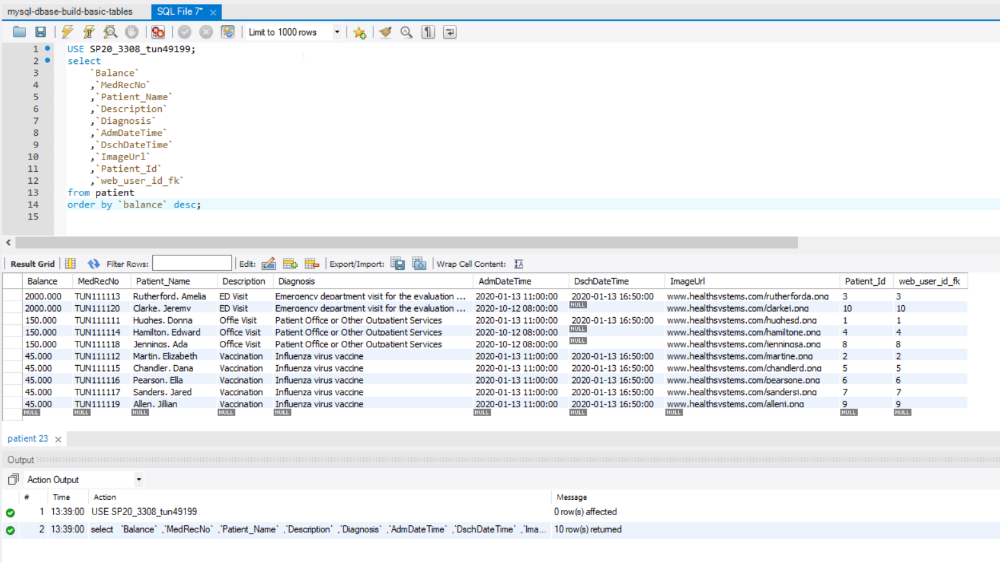 mysql-dbase-build-basic-tables SQL File 7* ×
Limit to 1000 rows
1 USE SP20_3308_tun49199;
2 select
3 `Balance`
4 ,`MedRecNo`
5 ,`Patient_Name`
6 ,`Description`
7 ,`Diagnosis`
8 ,`AdmDateTime`
9 ,`DschDateTime`
10 ,`ImageUrl`
11 ,`Patient_Id`
12 ,`web_user_id_fk`
13 from patient
14 order by `balance` desc;
15
Result Grid Filter Rows: Edit: Export/Import: Wrap Cell Content: IA
Balance MedRecNo Patient_Name Description Diagnosis AdmDateTime DschDateTime ImageUrl Patient_Id web_user_id_fk
2000.000 TUN111113 Rutherford, Amelia ED Visit Emergency department visit for the evaluation ... 2020-01-13 11:00:00 2020-01-13 16:50:00 www.healthsystems.com/rutherforda.png 3 3
2000.000 TUN111120 Clarke, Jeremy ED Visit Emergency department visit for the evaluation ... 2020-10-12 08:00:00 NULL www.healthsystems.com/clarkej.png 10 10
150.000 TUN111111 Hughes, Donna Offie Visit Patient Office or Other Outpatient Services 2020-01-13 11:00:00 2020-01-13 16:50:00 www.healthsystems.com/hughesd.png 1 1
150.000 TUN111114 Hamilton, Edward Office Visit Patient Office or Other Outpatient Services 2020-10-12 08:00:00 NULL www.healthsystems.com/hamiltone.png 4 4
150.000 TUN111118 Jennings, Ada Office Visit Patient Office or Other Outpatient Services 2020-10-12 08:00:00 NULL www.healthsystems.com/jenningsa.png 8 8
45.000 TUN111112 Martin, Elizabeth Vaccination Influenza virus vaccine 2020-01-13 11:00:00 2020-01-13 16:50:00 www.healthsystems.com/martine.png 2 2
45.000 TUN111115 Chandler, Dana Vaccination Influenza virus vaccine 2020-01-13 11:00:00 2020-01-13 16:50:00 www.healthsystems.com/chandlerd.png 5 5
45.000 TUN111116 Pearson, Ella Vaccination Influenza virus vaccine 2020-01-13 11:00:00 2020-01-13 16:50:00 www.healthsystems.com/pearsone.png 6 6
45.000 TUN111117 Sanders, Jared Vaccination Influenza virus vaccine 2020-01-13 11:00:00 2020-01-13 16:50:00 www.healthsystems.com/sandersj.png 7 7
45.000 TUN111119 Allen, Jillian Vaccination Influenza virus vaccine 2020-01-13 11:00:00 2020-01-13 16:50:00 www.healthsystems.com/allenj.png 9 9
NULL NULL NULL NULL NULL NULL NULL NULL NULL NULL
patient 23 ×
Output
Action Output
# Time Action Message
1 13:39:00 USE SP20_3308_tun49199 0 row(s) affected
2 13:39:00 select `Balance` ,`MedRecNo` ,`Patient_Name` ,`Description` ,`Diagnosis` ,`AdmDateTime` ,`DschDateTime` ,`Ima... 10 row(s) returned